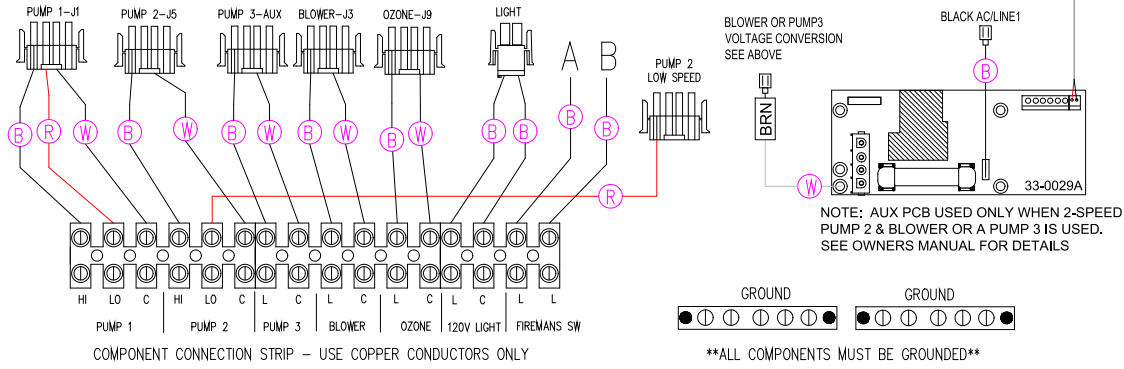 PUMP 1-J1
PUMP 2-J5
PUMP 3-AUX
BLOWER-J3
OZONE-J9
LIGHT
A B
PUMP 2
LOW SPEED
BLOWER OR PUMP3
VOLTAGE CONVERSION
SEE ABOVE
BLACK AC/LINE1
B R W B W B W B W B W B B B B
B
BRN
W
R
33-0029A
NOTE: AUX PCB USED ONLY WHEN 2-SPEED
PUMP 2 & BLOWER OR A PUMP 3 IS USED.
SEE OWNERS MANUAL FOR DETAILS
HI LO C HI LO C L C L C L C L C L L
PUMP 1 PUMP 2 PUMP 3 BLOWER OZONE 120V LIGHT FIREMANS SW
COMPONENT CONNECTION STRIP - USE COPPER CONDUCTORS ONLY
GROUND GROUND
**ALL COMPONENTS MUST BE GROUNDED**